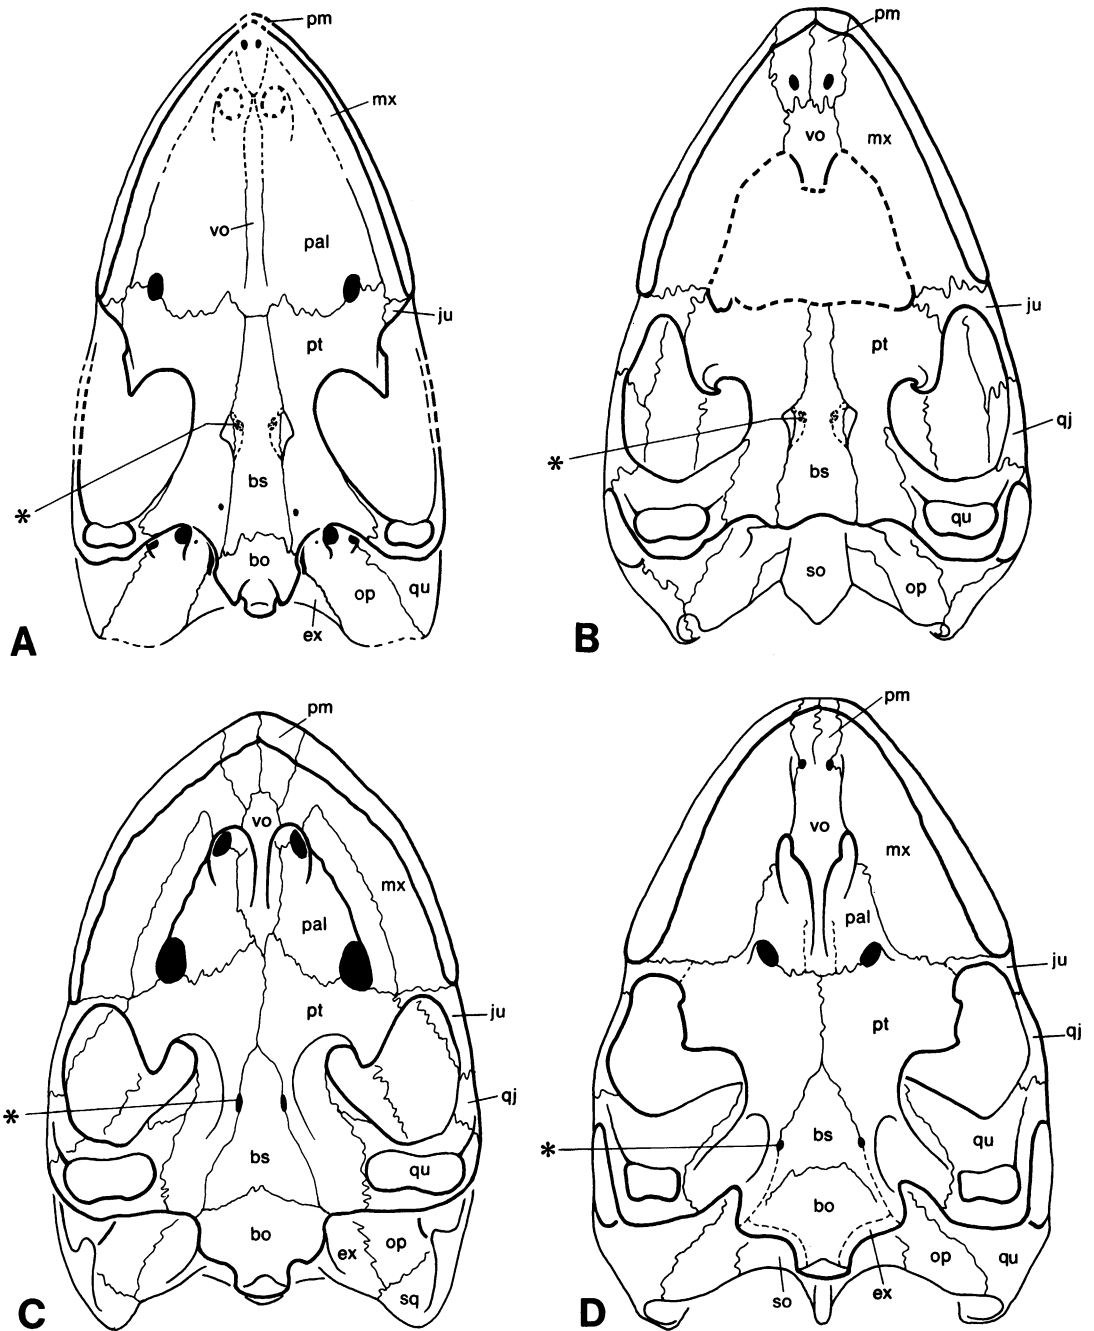 pm
mx
vo
pal
ju
pt
*
bs
bo
op
qu
ex
A
pm
vo
mx
ju
pt
qj
*
bs
qu
so
op
B
pm
vo
mx
pal
pt
ju
*
qj
bs
qu
bo
ex
op
sq
C
pm
vo
mx
pal
ju
pt
qj
*
bs
qu
bo
op
qu
so
ex
D